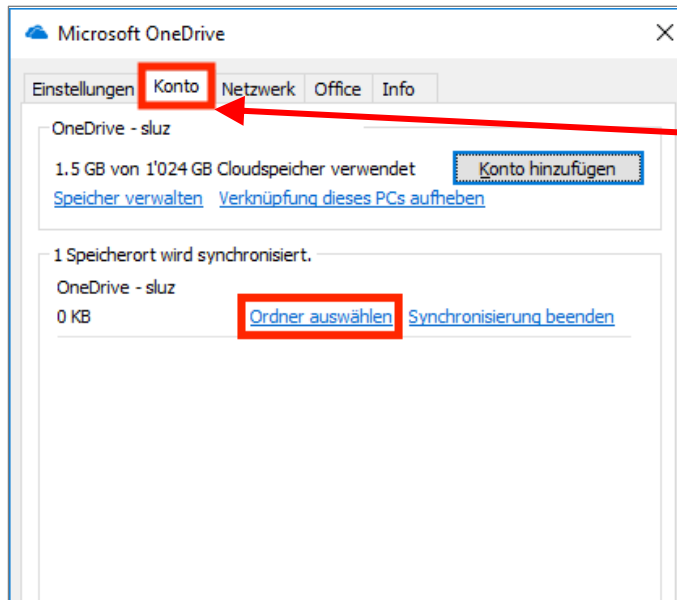 Microsoft OneDrive
Einstellungen Konto Netzwerk Office Info
OneDrive - sluz
1.5 GB von 1'024 GB Cloudspeicher verwendet Konto hinzufügen
Speicher verwalten Verknüpfung dieses PCs aufheben
1 Speicherort wird synchronisiert.
OneDrive - sluz
0 KB Ordner auswählen Synchronisierung beenden